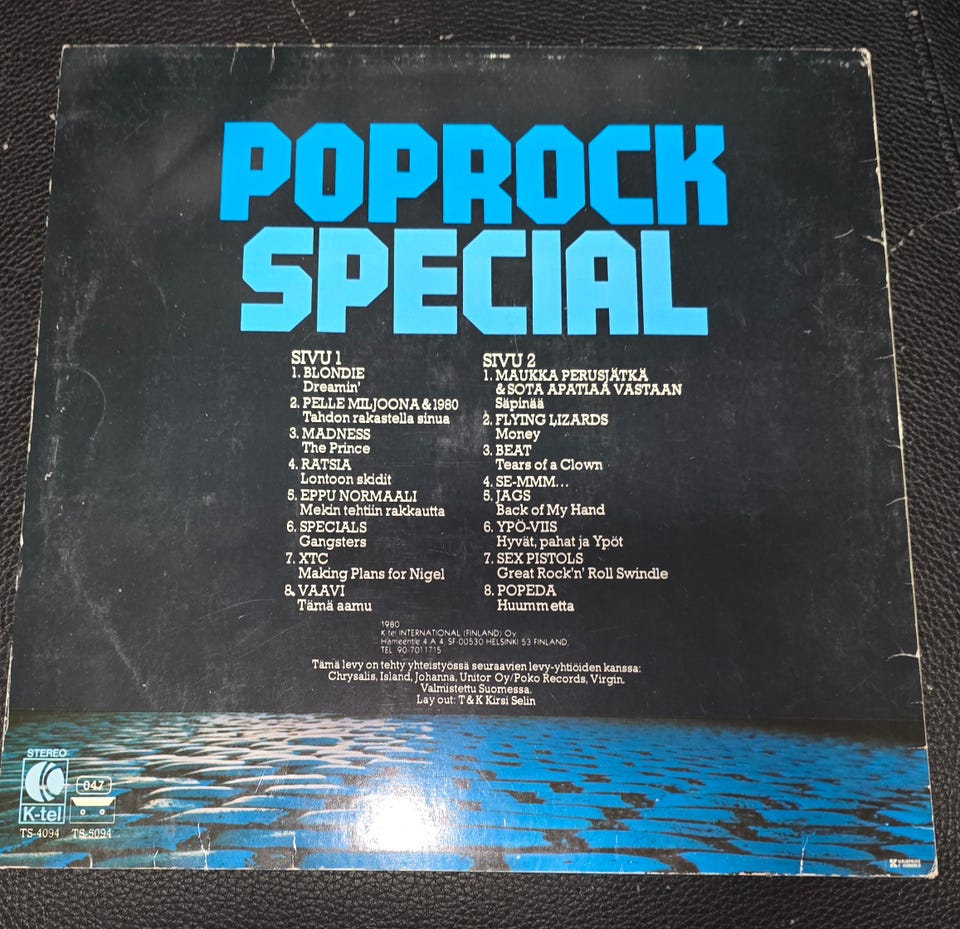 POPROCK
SPECIAL
SIVU 1
1. BLONDIE
Dreamin'
2. PELLE MILJOONA & 1980
Tahdon rakastella sinua
3. MADNESS
The Prince
4. RATSIA
Lontoon skidit
5. EPPU NORMAALI
Mekin tehtiin rakkautta
6. SPECIALS
Gangsters
7. XTC
Making Plans for Nigel
8. VAAVI
Tämä aamu
SIVU 2
1. MAUKKA PERUSJÄTKÄ
& SOTA APATIAA VASTAAN
Säpinää
2. FLYING LIZARDS
Money
3. BEAT
Tears of a Clown
4. SE-MMM...
5. JAGS
Back of My Hand
6. YPÖ-VIIS
Hyvät, pahat ja Ypöt
7. SEX PISTOLS
Great Rock'n' Roll Swindle
8. POPEDA
Huummetta
1980
K-tel INTERNATIONAL (FINLAND) Oy
Hämeentie 4 A 4 SF-00530 HELSINKI 53 FINLAND,
TEL 90-7011715
Tämä levy on tehty yhteistyössä seuraavien levy-yhtiöiden kanssa:
Chrysalis, Island, Johanna, Unitor Oy/Poko Records, Virgin.
Valmistettu Suomessa.
Lay out: T & K Kirsi Selin
STEREO
047
K-tel
TS-4094 TS-5094